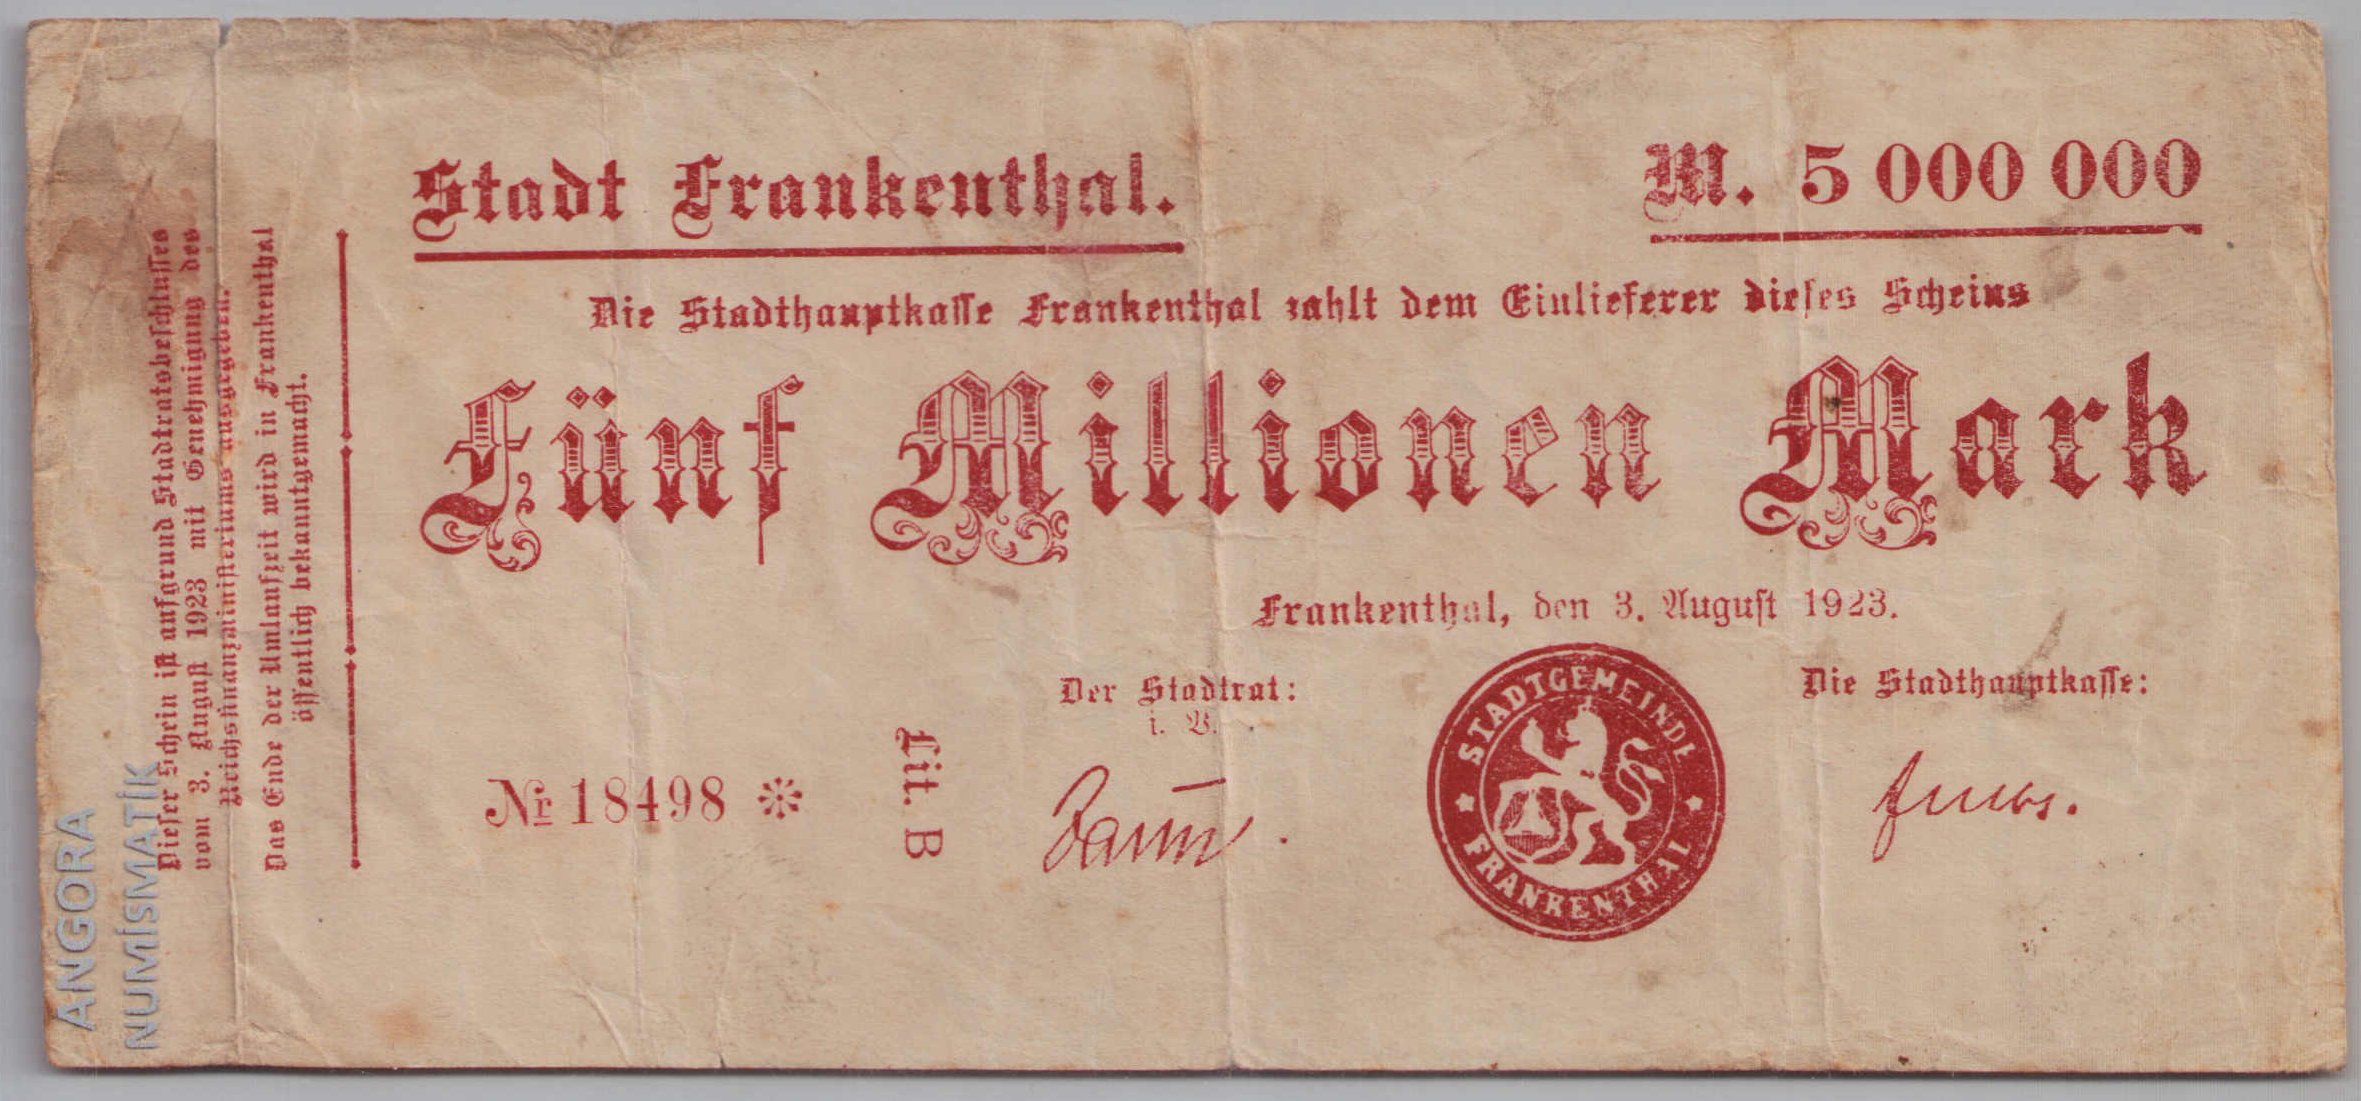 Stadt Frankenthal.
M. 5 000 000
Die Stadthauptkasse Frankenthal zahlt dem Einlieferer dieses Scheins
Fünf Millionen Mark
Frankenthal, den 3. August 1923.
Der Stadtrat:
i. V.
Die Stadthauptkasse:
№ 18498 ❊
Lit. B
STADTGEMEINDE
FRANKENTHAL
Dieser Schein ist aufgrund Stadtratsbeschlusses
vom 3. August 1923 mit Genehmigung des
Reichsfinanzministeriums ausgegeben.
Das Ende der Umlaufzeit wird in Frankenthal
öffentlich bekanntgemacht.
ANGORA
NUMİSMATİK